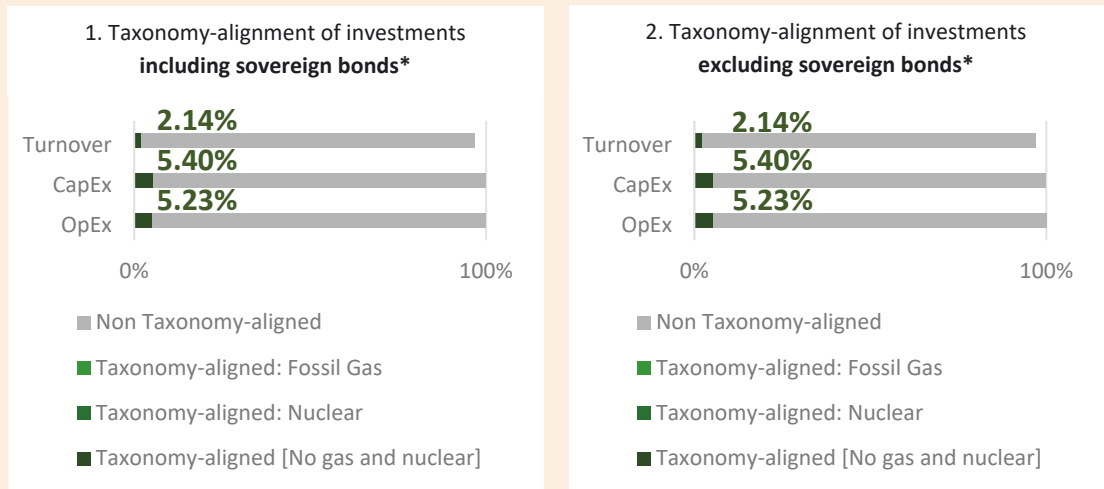 1. Taxonomy-alignment of investments
including sovereign bonds*
2.14%
Turnover
5.40%
CapEx
5.23%
OpEx
0%
100%
Non Taxonomy-aligned
Taxonomy-aligned: Fossil Gas
Taxonomy-aligned: Nuclear
Taxonomy-aligned [No gas and nuclear]
2. Taxonomy-alignment of investments
excluding sovereign bonds*
2.14%
Turnover
5.40%
CapEx
5.23%
OpEx
0%
100%
Non Taxonomy-aligned
Taxonomy-aligned: Fossil Gas
Taxonomy-aligned: Nuclear
Taxonomy-aligned [No gas and nuclear]